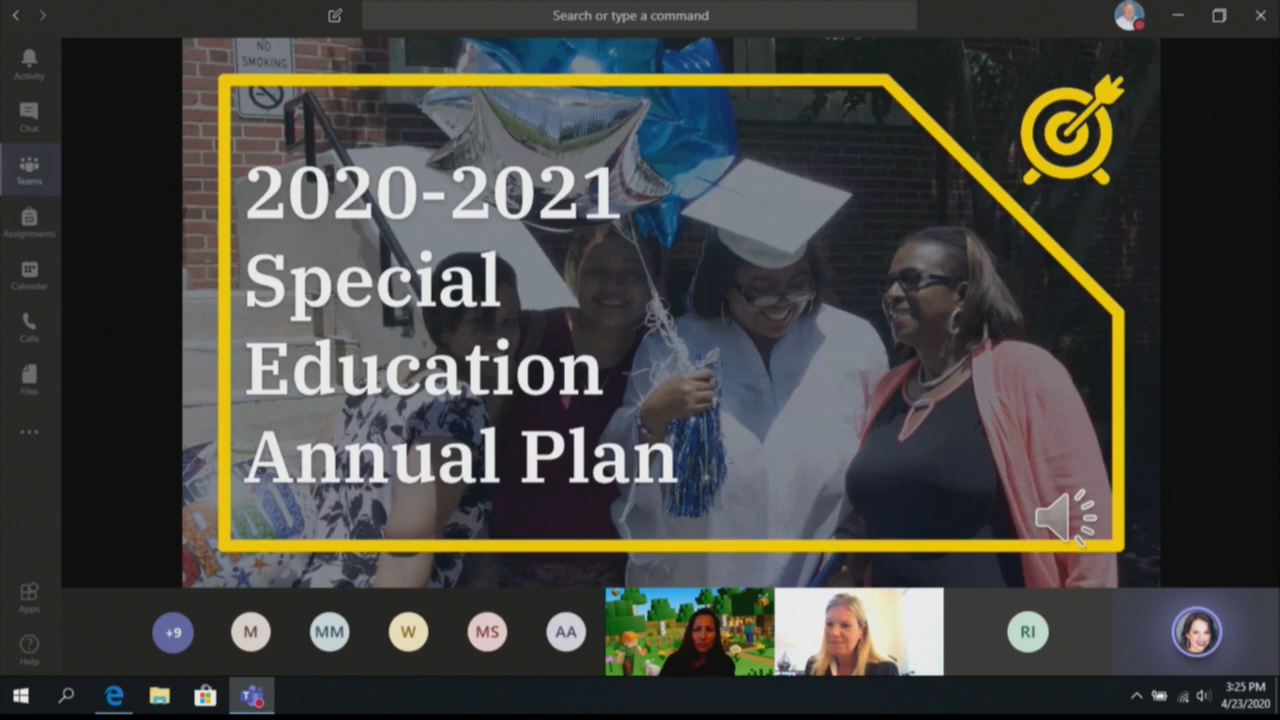 Search or type a command
Activity
Chat
Teams
Assignments
Calendar
Calls
Files
Apps
Help
NO
SMOKING
2020-2021
Special
Education
Annual Plan
+9
M
MM
W
MS
AA
RI
3:25 PM
4/23/2020